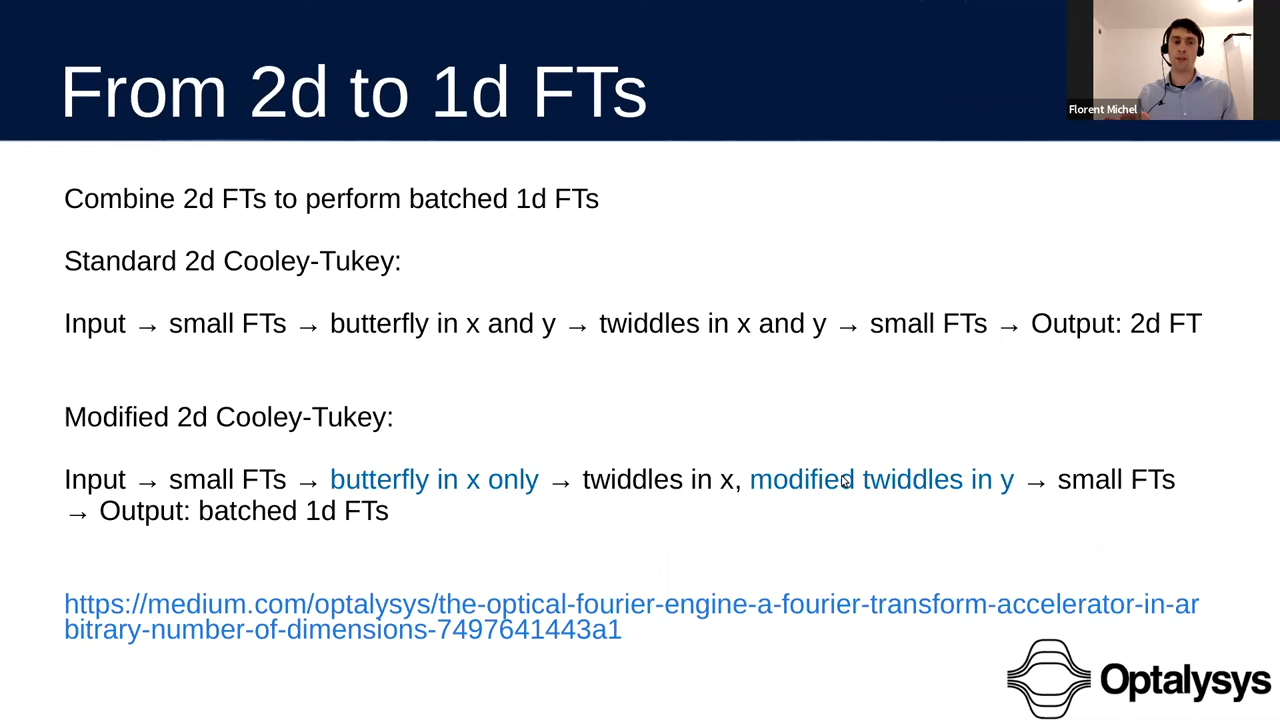 From 2d to 1d FTs
Florent Michel
Combine 2d FTs to perform batched 1d FTs
Standard 2d Cooley-Tukey:
Input → small FTs → butterfly in x and y → twiddles in x and y → small FTs → Output: 2d FT
Modified 2d Cooley-Tukey:
Input → small FTs → butterfly in x only → twiddles in x, modified twiddles in y → small FTs
→ Output: batched 1d FTs
https://medium.com/optalysys/the-optical-fourier-engine-a-fourier-transform-accelerator-in-ar
bitrary-number-of-dimensions-7497641443a1
Optalysys